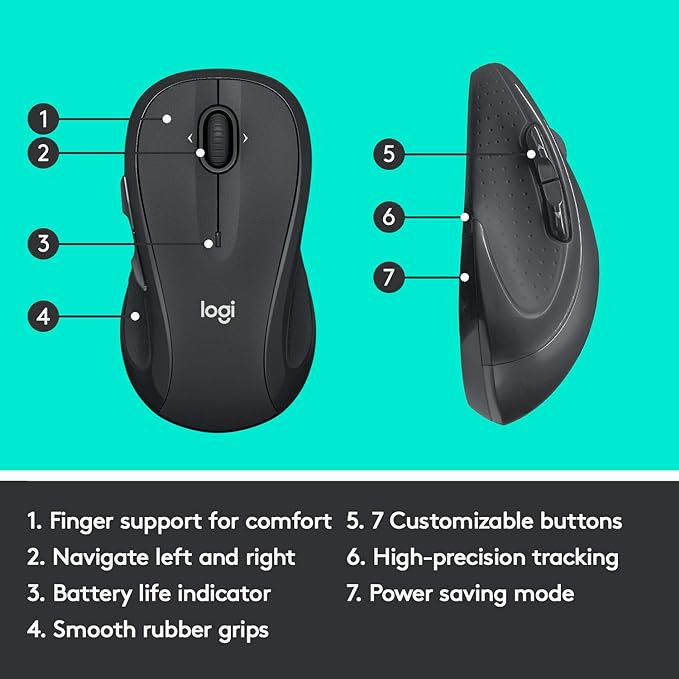 1
2
3
4
logi
5
6
7
1. Finger support for comfort
2. Navigate left and right
3. Battery life indicator
4. Smooth rubber grips
5. 7 Customizable buttons
6. High-precision tracking
7. Power saving mode